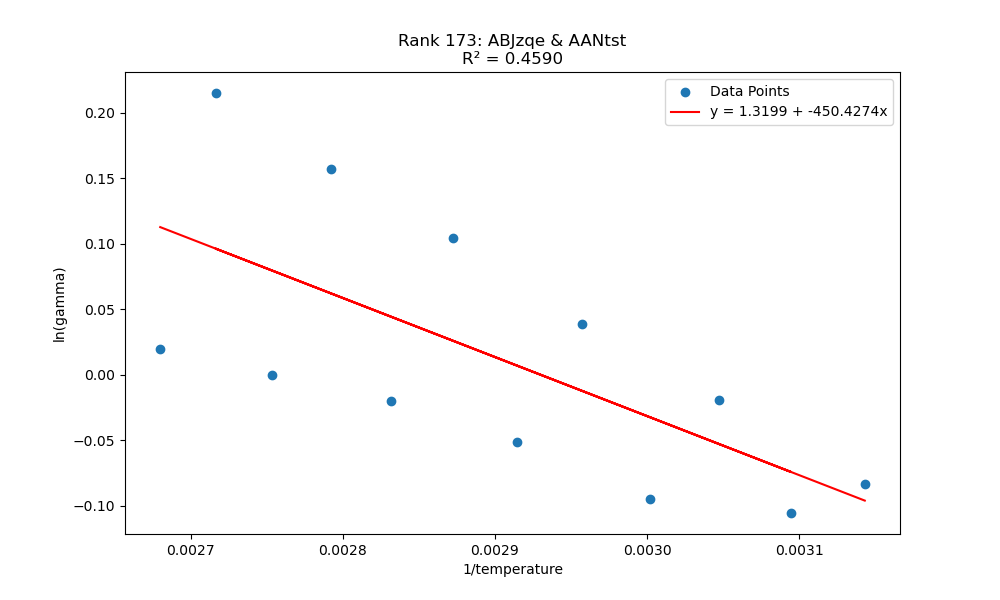 Rank 173: ABJzqe & AANtst
R² = 0.4590
Data Points
y = 1.3199 + -450.4274x
ln(gamma)
0.20
0.15
0.10
0.05
0.00
−0.05
−0.10
0.0027 0.0028 0.0029 0.0030 0.0031
1/temperature